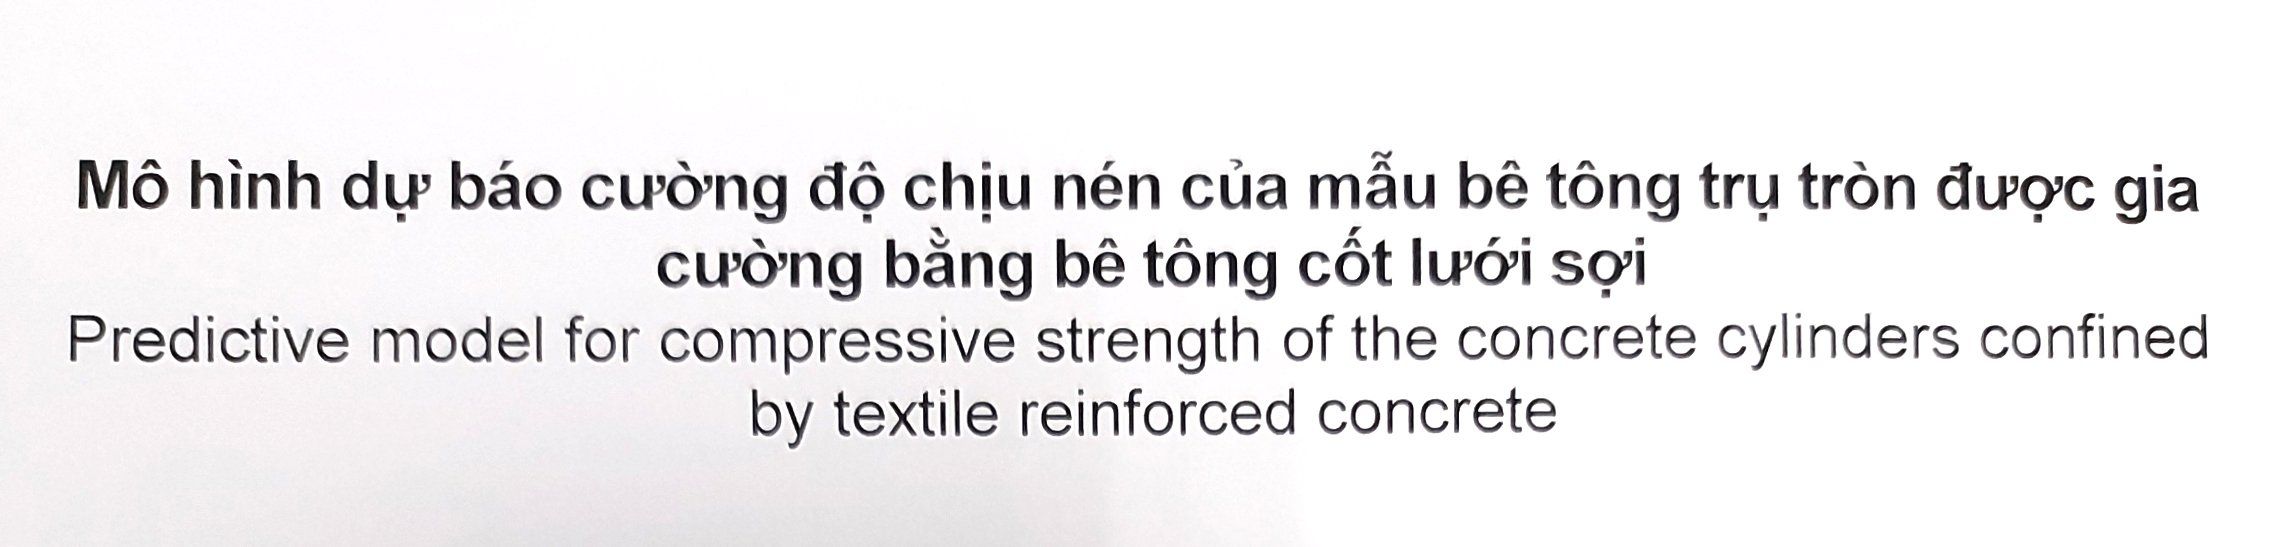 Mô hình dự báo cường độ chịu nén của mẫu bê tông trụ tròn được gia
cường bằng bê tông cốt lưới sợi
Predictive model for compressive strength of the concrete cylinders confined
by textile reinforced concrete